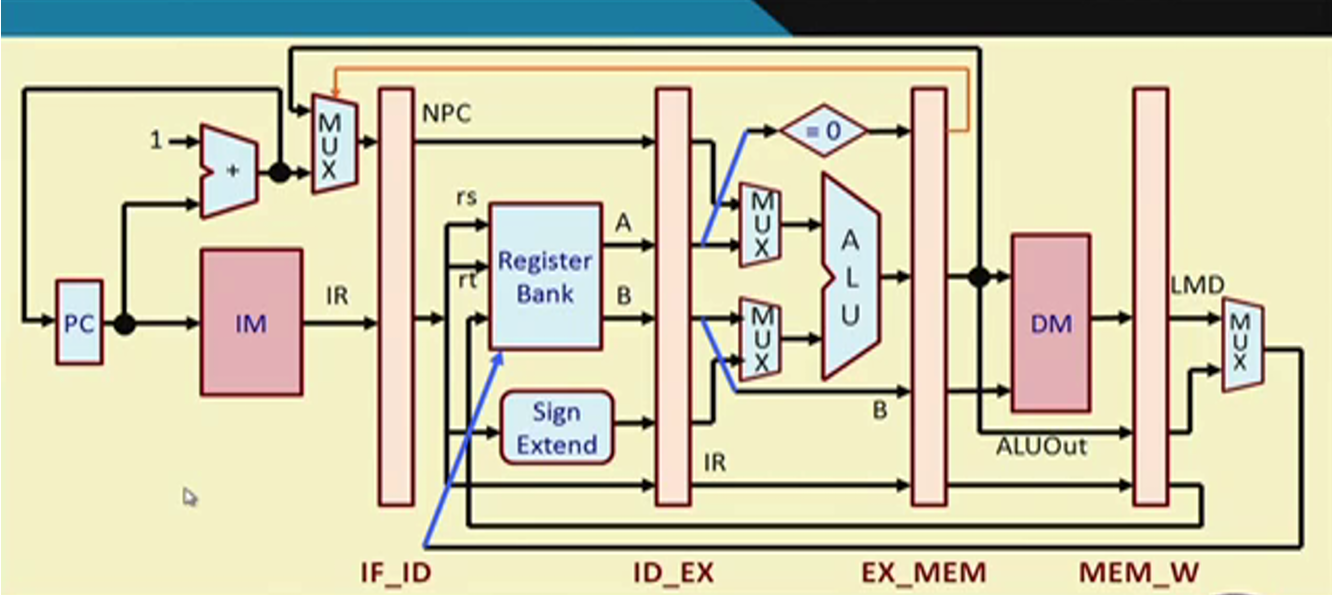 NPC
MUX
1
+
= 0
rs
A
MUX
Register
Bank
ALU
rt
B
LMD
PC
IM
IR
MUX
DM
MUX
Sign
Extend
B
ALUOut
IR
IF_ID
ID_EX
EX_MEM
MEM_W